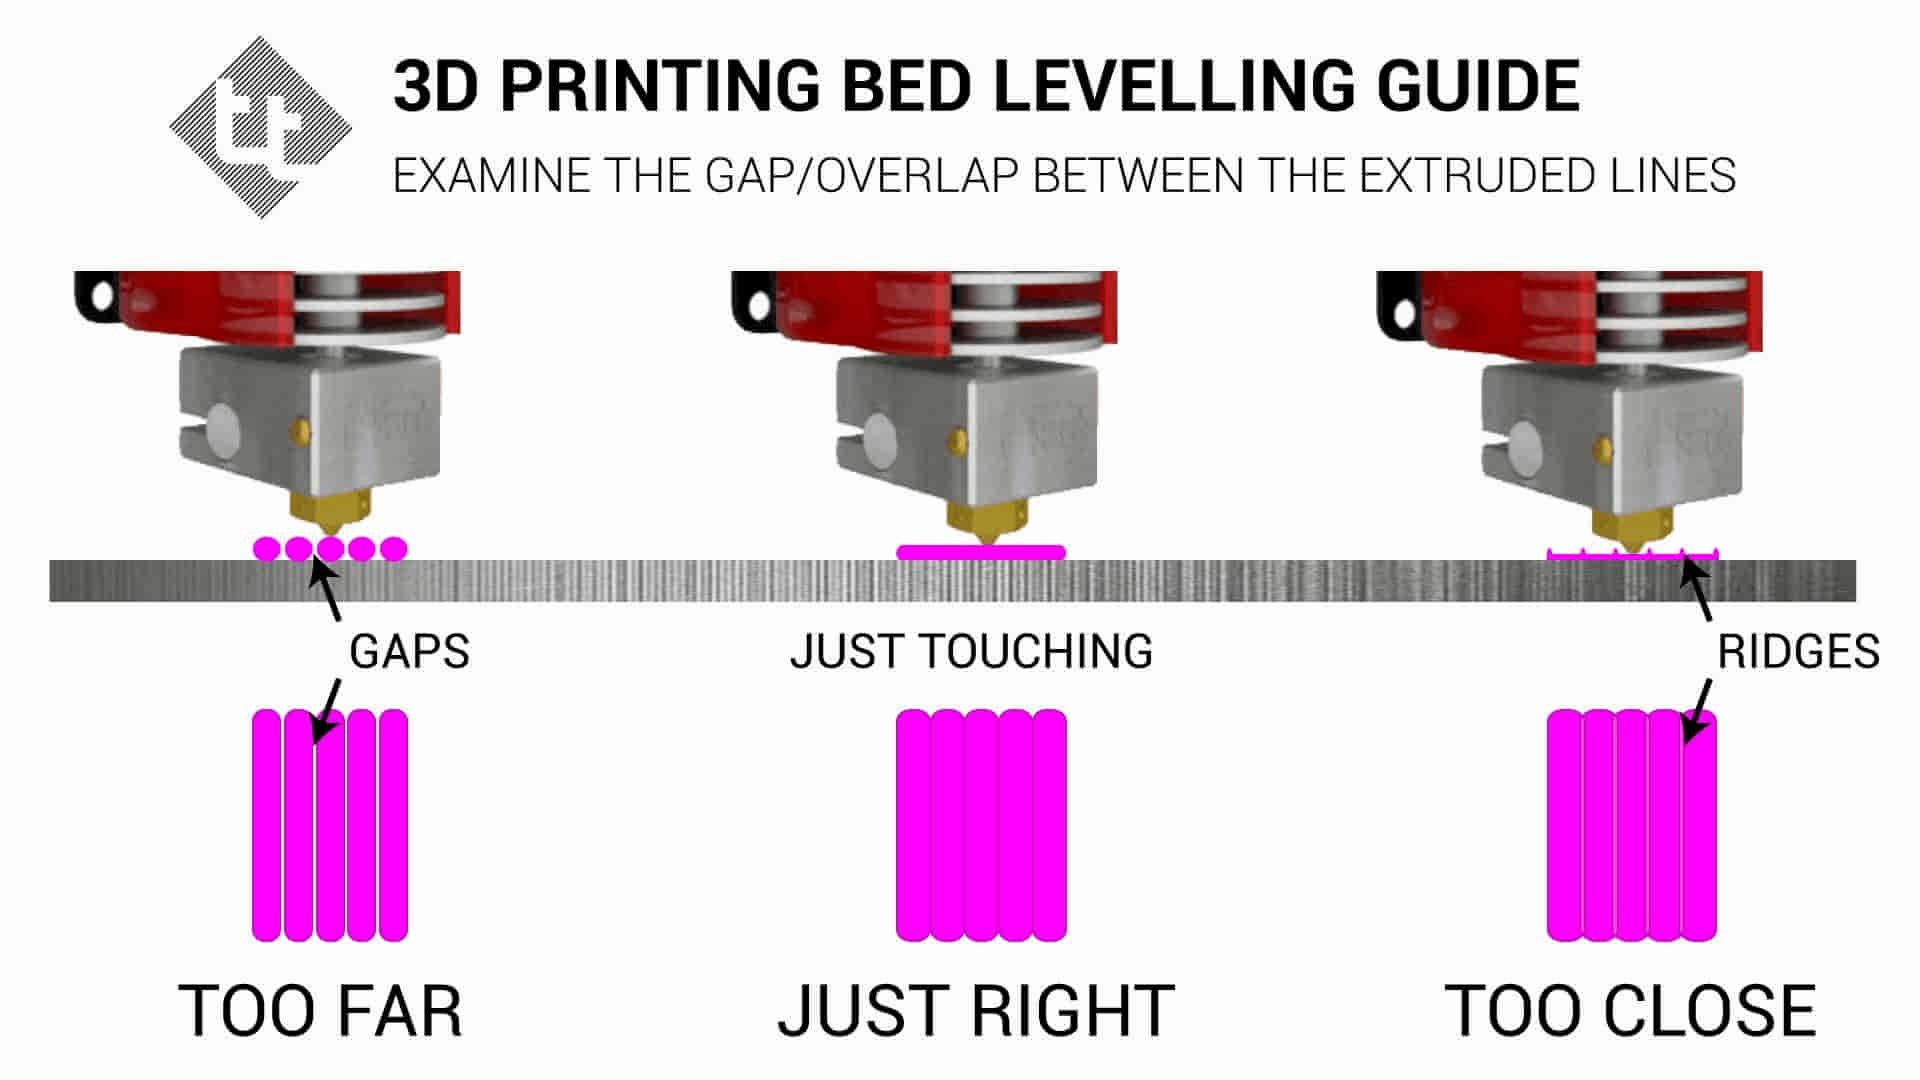 3D PRINTING BED LEVELLING GUIDE
EXAMINE THE GAP/OVERLAP BETWEEN THE EXTRUDED LINES
GAPS
JUST TOUCHING
RIDGES
TOO FAR
JUST RIGHT
TOO CLOSE